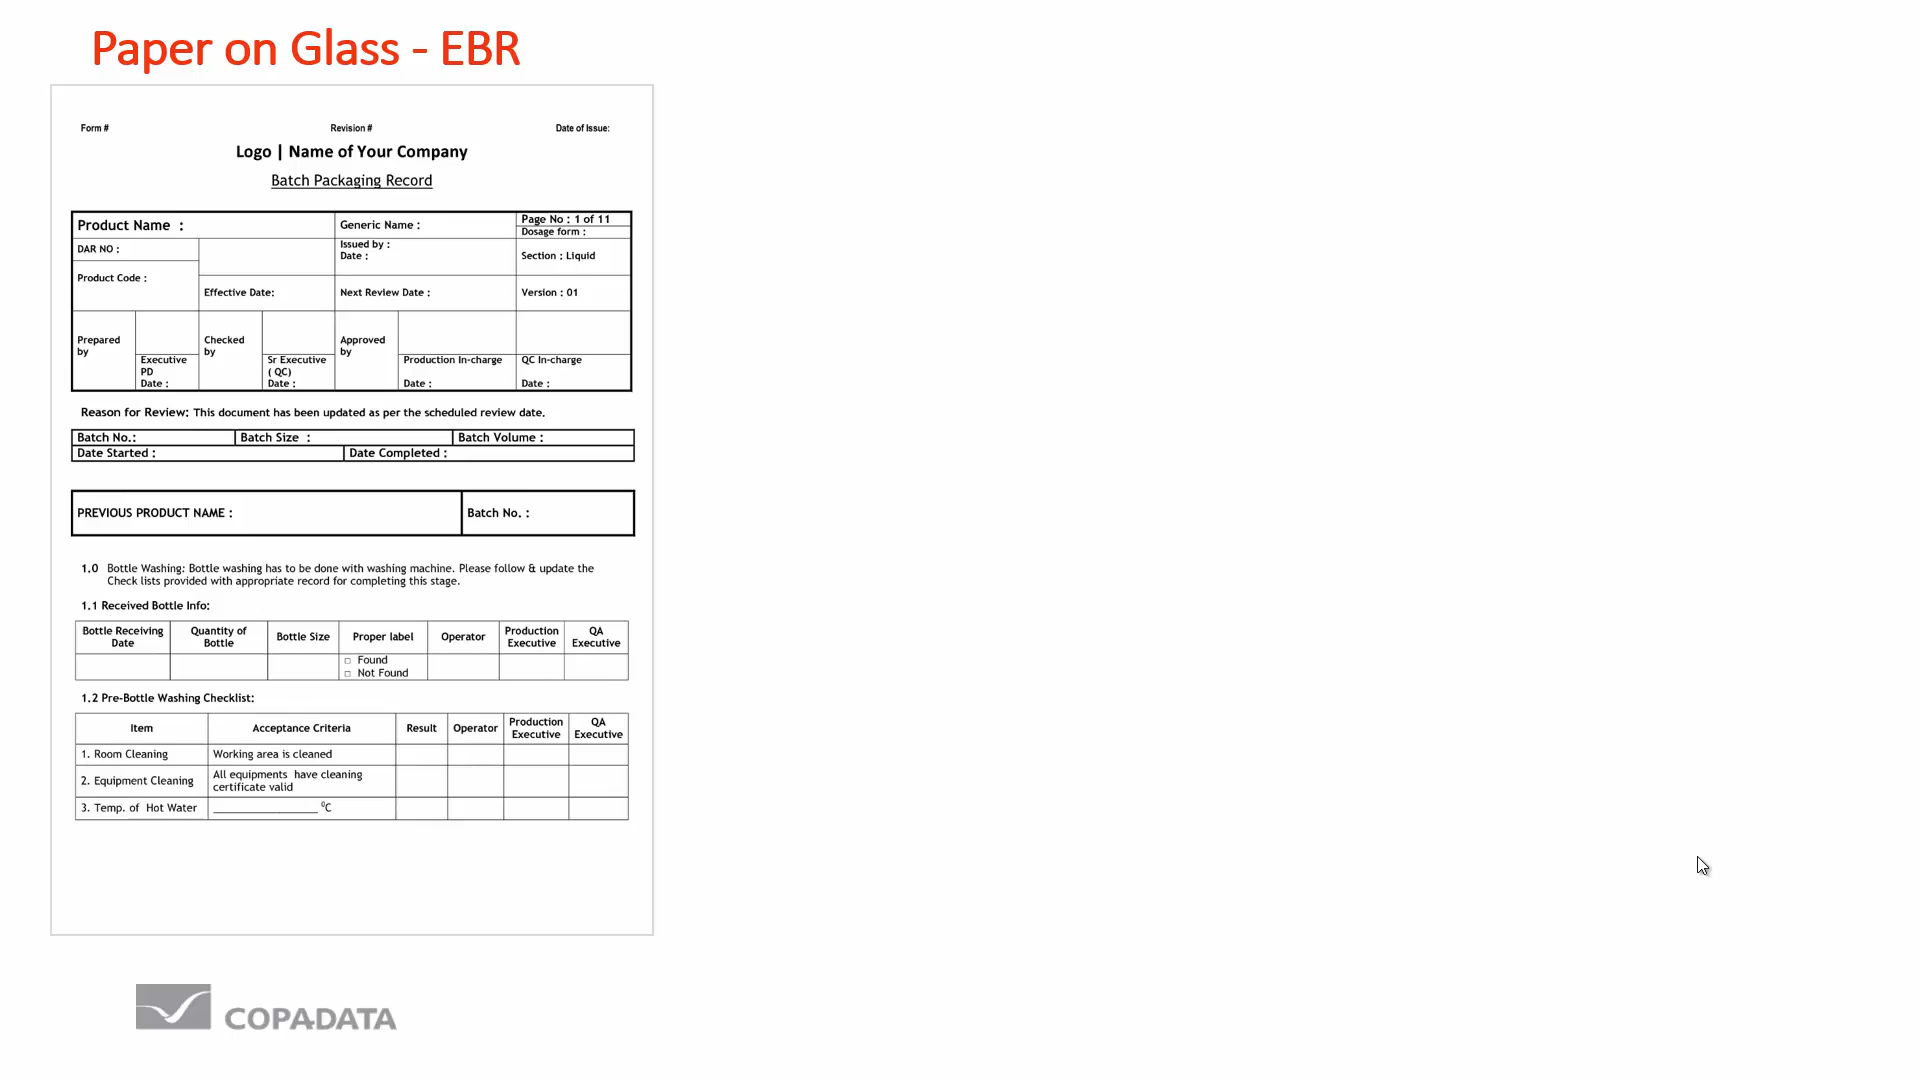 Paper on Glass - EBR
Form # Revision # Date of Issue:
Logo | Name of Your Company
Batch Packaging Record
Product Name : Generic Name : Page No : 1 of 11
Dosage form :
DAR NO : Issued by :
Date : Section : Liquid
Product Code :
Effective Date: Next Review Date : Version : 01
Prepared by Checked by Approved by
Executive PD Date : Sr Executive ( QC) Date : Production In-charge Date : QC In-charge Date :
Reason for Review: This document has been updated as per the scheduled review date.
Batch No.: Batch Size : Batch Volume :
Date Started : Date Completed :
PREVIOUS PRODUCT NAME : Batch No. :
1.0 Bottle Washing: Bottle washing has to be done with washing machine. Please follow & update the
Check lists provided with appropriate record for completing this stage.
1.1 Received Bottle Info:
Bottle Receiving Date Quantity of Bottle Bottle Size Proper label Operator Production Executive QA Executive
□ Found
□ Not Found
1.2 Pre-Bottle Washing Checklist:
Item Acceptance Criteria Result Operator Production Executive QA Executive
1. Room Cleaning Working area is cleaned
2. Equipment Cleaning All equipments have cleaning certificate valid
3. Temp. of Hot Water ___________________ ⁰C
COPADATA